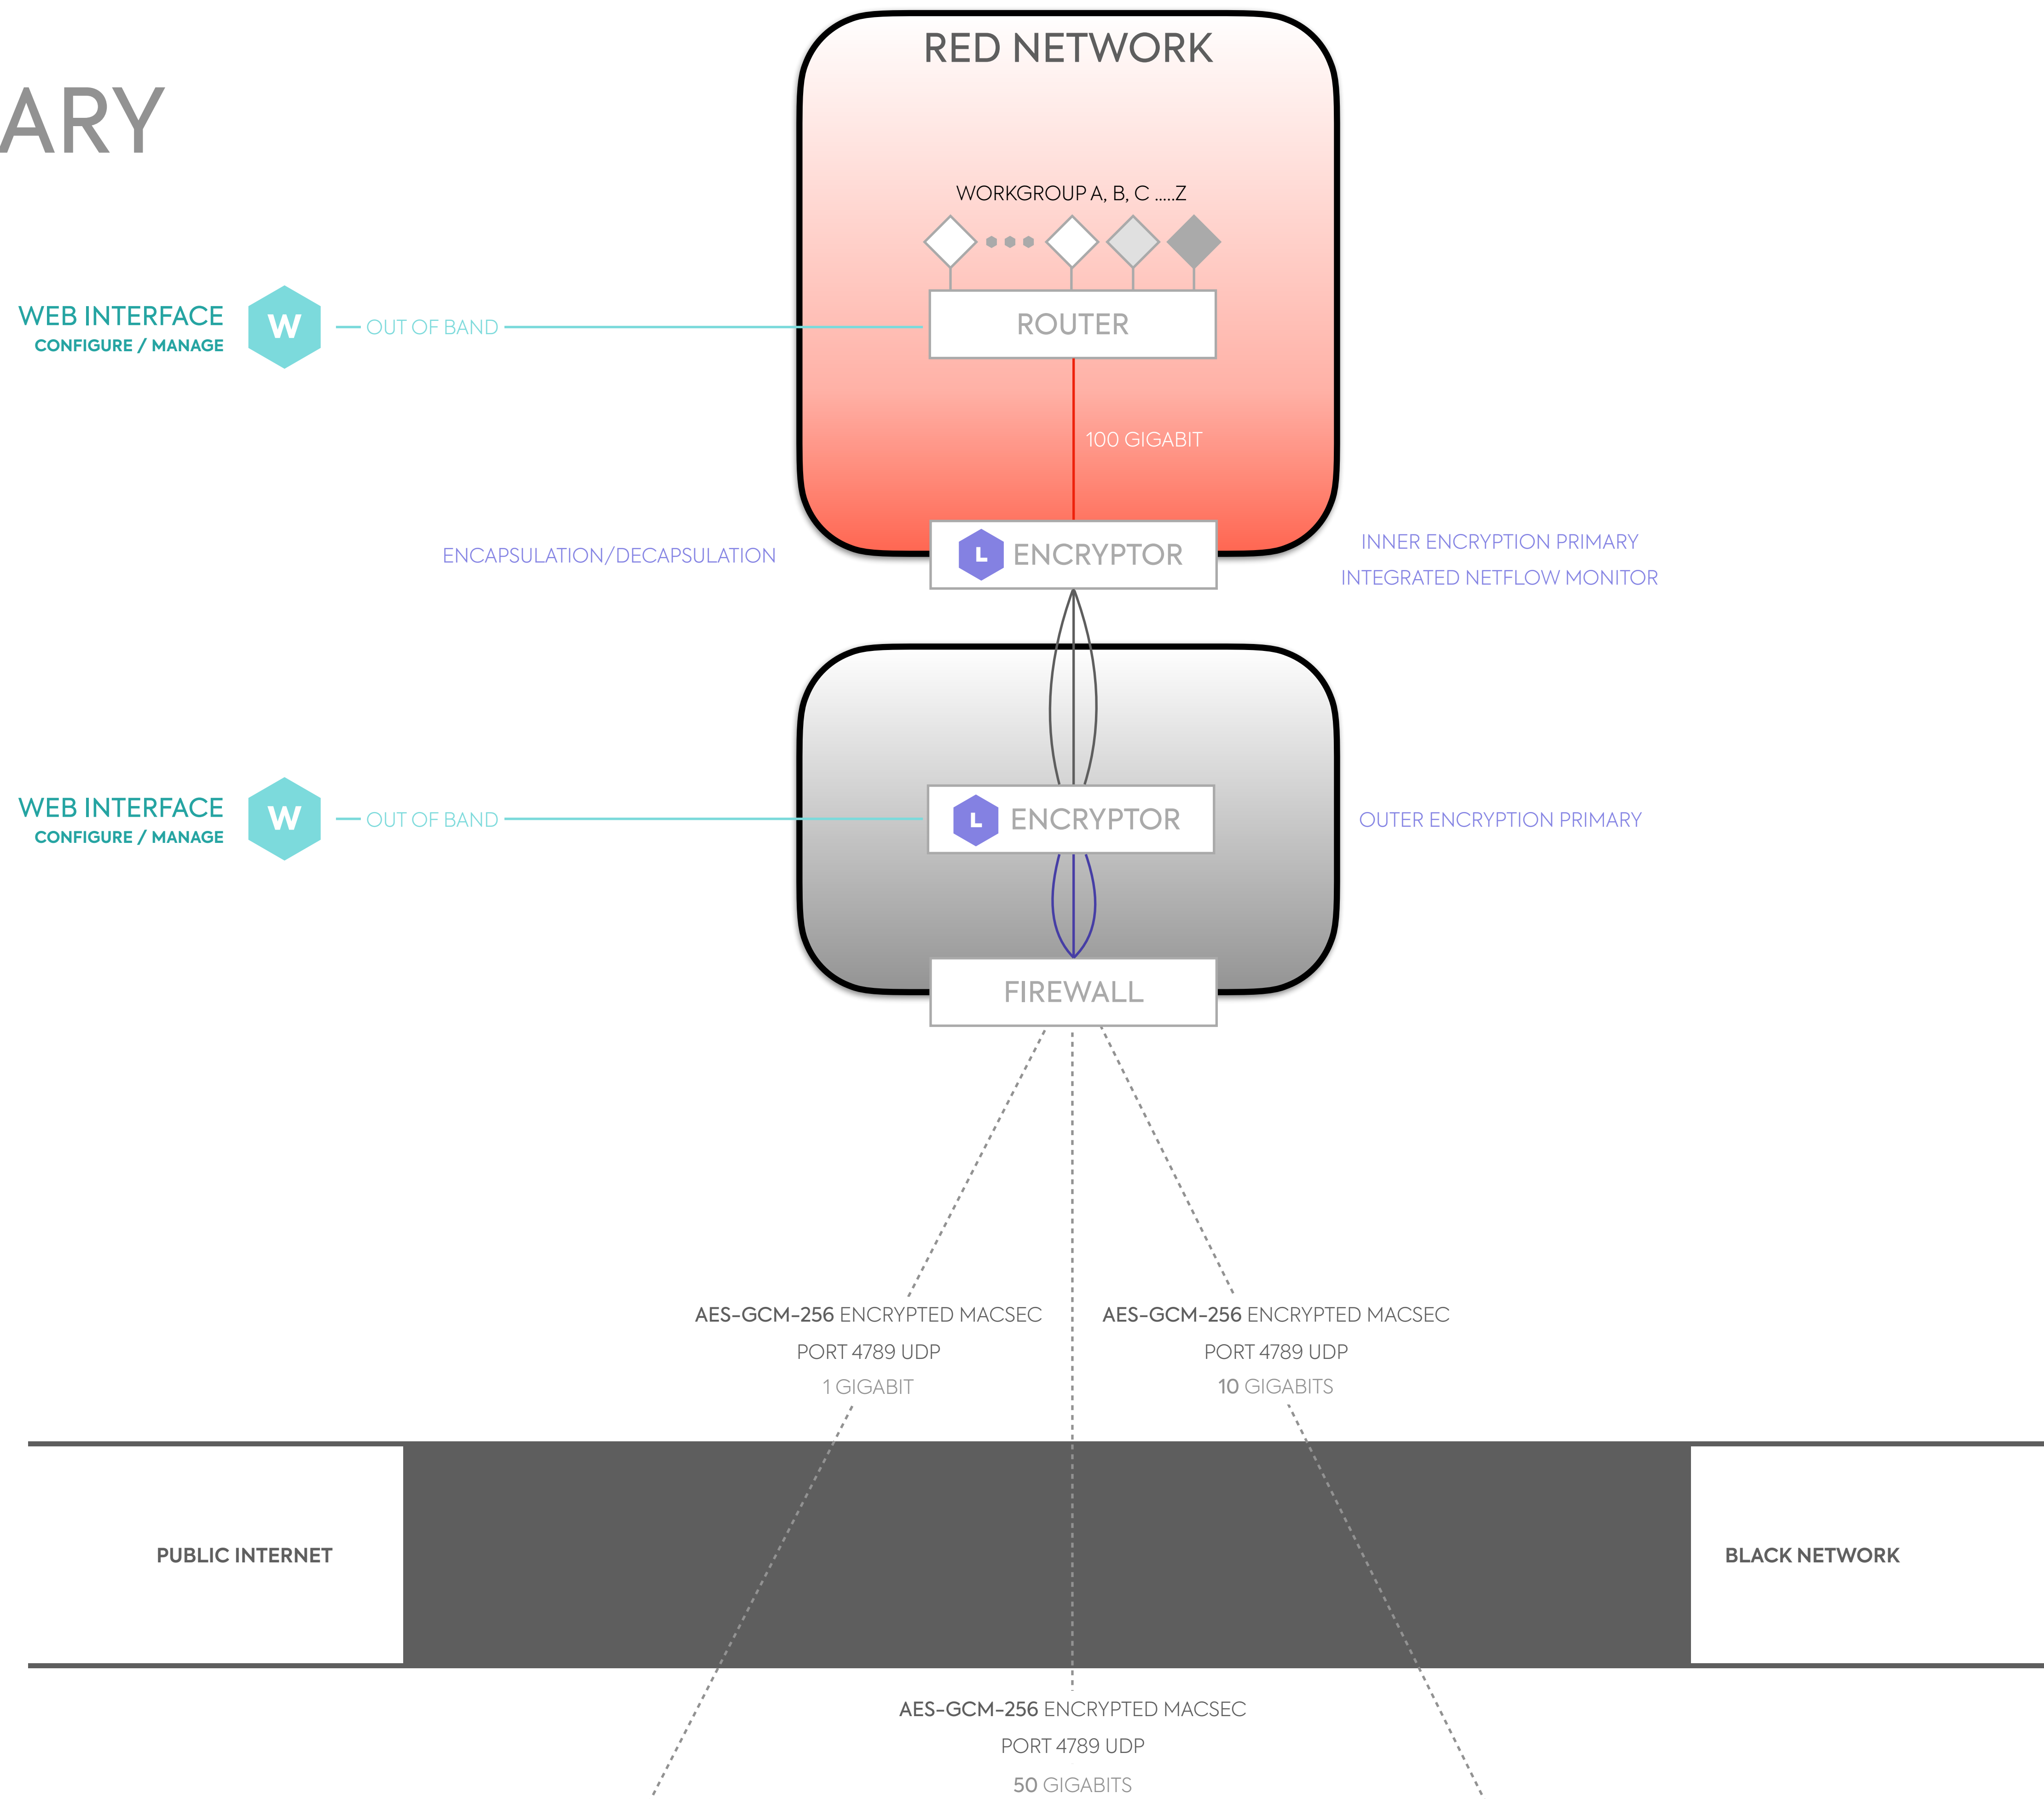 RED NETWORK
ARY
WORKGROUP A, B, C .....Z
WEB INTERFACE
CONFIGURE / MANAGE
W
OUT OF BAND
ROUTER
100 GIGABIT
ENCAPSULATION/DECAPSULATION
L ENCRYPTOR
INNER ENCRYPTION PRIMARY
INTEGRATED NETFLOW MONITOR
WEB INTERFACE
CONFIGURE / MANAGE
W
OUT OF BAND
L ENCRYPTOR
OUTER ENCRYPTION PRIMARY
FIREWALL
AES-GCM-256 ENCRYPTED MACSEC
PORT 4789 UDP
1 GIGABIT
AES-GCM-256 ENCRYPTED MACSEC
PORT 4789 UDP
10 GIGABITS
PUBLIC INTERNET
BLACK NETWORK
AES-GCM-256 ENCRYPTED MACSEC
PORT 4789 UDP
50 GIGABITS